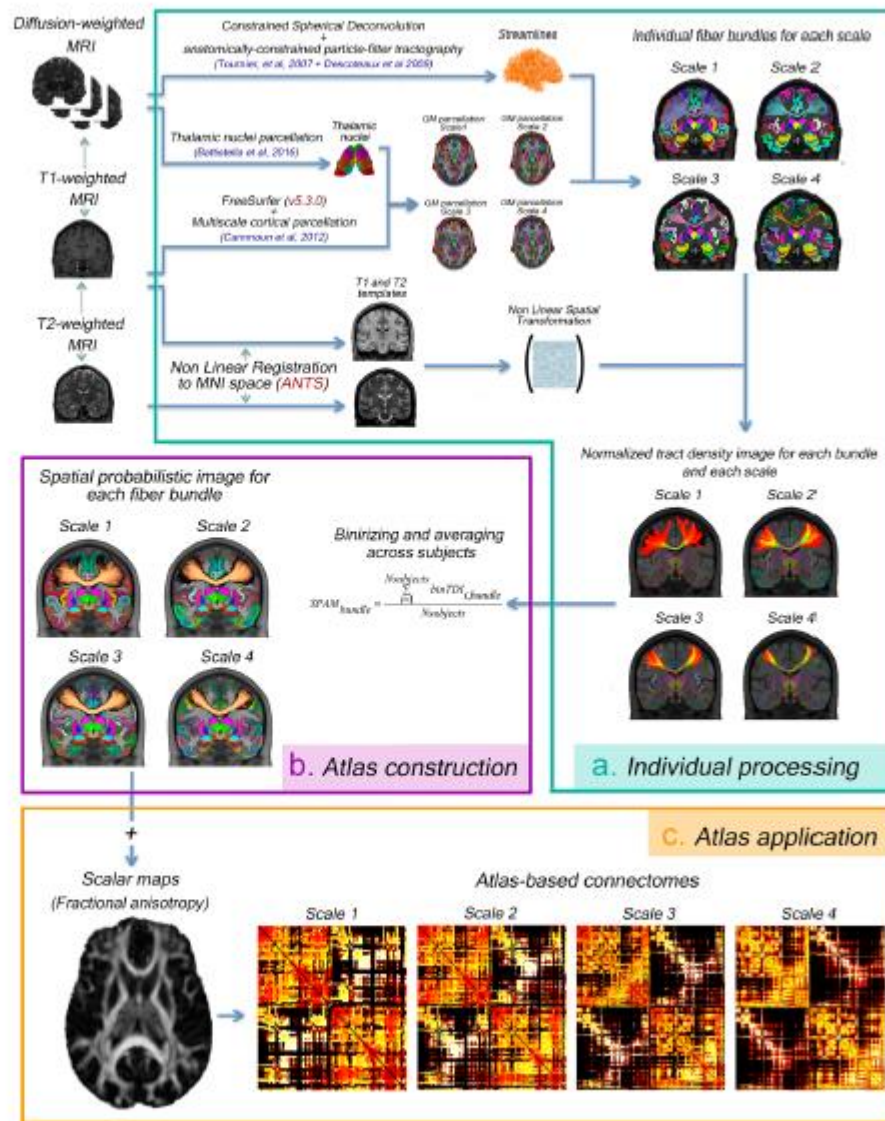 Diffusion-weighted
MRI
Constrained Spherical Deconvolution
+
anatomically-constrained particle-filter tractography
(Tournier, et al, 2007 + Descoteaux et al 2009)
Streamlines
Individual fiber bundles for each scale
Scale 1
Scale 2
Scale 3
Scale 4
Thalamic nuclei parcellation
(Battistella et al, 2016)
Thalamic
nuclei
GM parcellation
Scale1
GM parcellation
Scale 2
GM parcellation
Scale 3
GM parcellation
Scale 4
T1-weighted
MRI
FreeSurfer (v5.3.0)
+
Multiscale cortical parcellation
(Cammoun et al, 2012)
T2-weighted
MRI
T1 and T2
templates
Non Linear Registration
to MNI space (ANTS)
Non Linear Spatial
Transformation
Normalized tract density image for each bundle
and each scale
Scale 1
Scale 2
Scale 3
Scale 4
a. Individual processing
Spatial probabilistic image for
each fiber bundle
Scale 1
Scale 2
Scale 3
Scale 4
Binirizing and averaging
across subjects
SPAM bundle =
Nsubjects
Nsubjects
b. Atlas construction
c. Atlas application
+
Scalar maps
(Fractional anisotropy)
Atlas-based connectomes
Scale 1
Scale 2
Scale 3
Scale 4